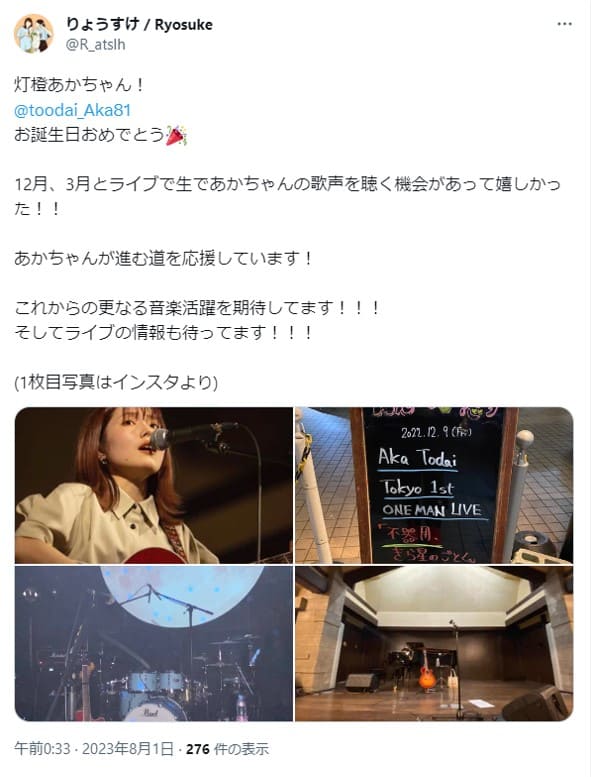 りょうすけ / Ryosuke
@R_atslh
灯橙あかちゃん！
@toodai_Aka81
お誕生日おめでとう🎉
12月、3月とライブで生であかちゃんの歌声を聴く機会があって嬉しかっ
た！！
あかちゃんが進む道を応援しています！
これからの更なる音楽活躍を期待してます！！！
そしてライブの情報も待ってます！！！
(1枚目写真はインスタより)
2022.12.9(Fri)
Aka Todai
Tokyo 1st
ONE MAN LIVE
「不器用、
きら星のごとく。
Pearl
午前0:33 · 2023年8月1日 · 276 件の表示